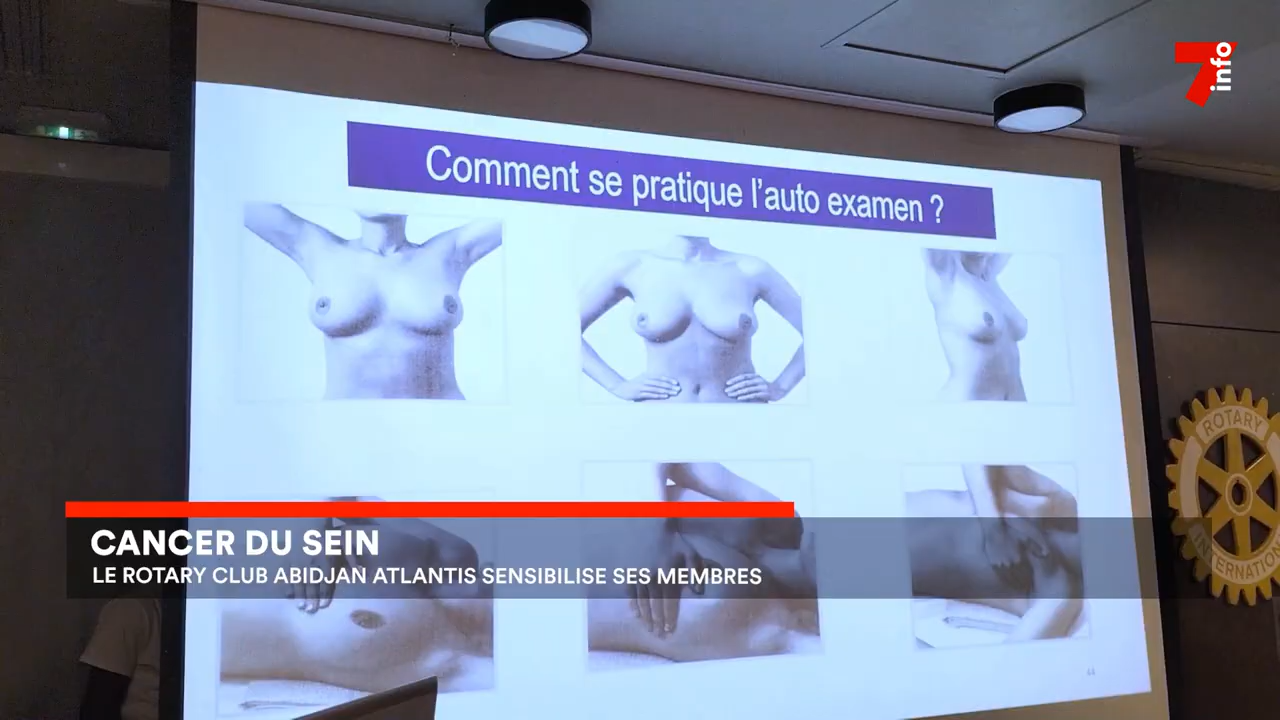 7info
Comment se pratique l'auto examen ?
ROTARY
INTERNATIONAL
CANCER DU SEIN
LE ROTARY CLUB ABIDJAN ATLANTIS SENSIBILISE SES MEMBRES
44